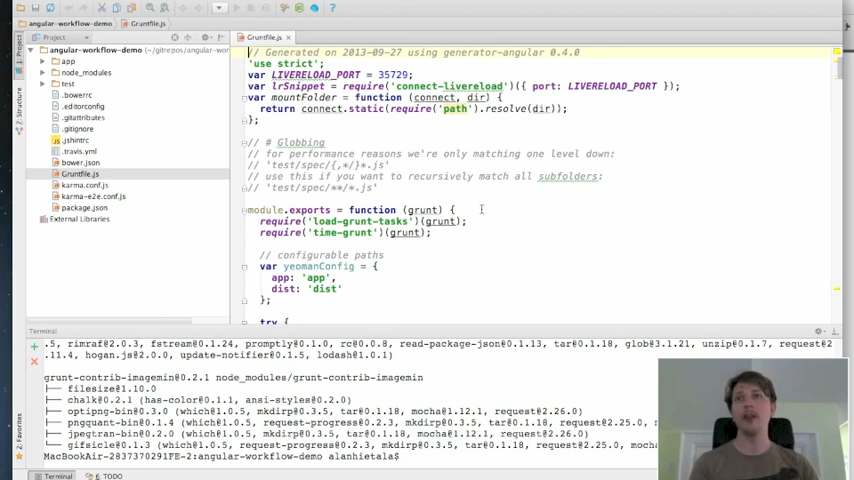 angular-workflow-demo
Gruntfile.js
Project
Gruntfile.js
angular-workflow-demo (~/gitrepos/angular-wor
app
node_modules
test
.bowerrc
.editorconfig
.gitattributes
.gitignore
.jshintrc
.travis.yml
bower.json
Gruntfile.js
karma.conf.js
karma-e2e.conf.js
package.json
External Libraries
1: Project
7: Structure
2: Favorites
// Generated on 2013-09-27 using generator-angular 0.4.0
'use strict';
var LIVERELOAD_PORT = 35729;
var lrSnippet = require('connect-livereload')({ port: LIVERELOAD_PORT });
var mountFolder = function (connect, dir) {
return connect.static(require('path').resolve(dir));
};
// # Globbing
// for performance reasons we're only matching one level down:
// 'test/spec/{,*/}*.js'
// use this if you want to recursively match all subfolders:
// 'test/spec/**/*.js'
module.exports = function (grunt) {
require('load-grunt-tasks')(grunt);
require('time-grunt')(grunt);
// configurable paths
var yeomanConfig = {
app: 'app',
dist: 'dist'
};
try {
Terminal
.5, rimraf@2.0.3, fstream@0.1.24, promptly@0.1.0, rc@0.0.8, read-package-json@1.1.13, tar@0.1.18, glob@3.1.21, unzip@0.1.7, request@2
.11.4, hogan.js@2.0.0, update-notifier@0.1.5, lodash@1.0.1)
grunt-contrib-imagemin@0.2.1 node_modules/grunt-contrib-imagemin
├── filesize@1.10.0
├── chalk@0.2.1 (has-color@0.1.1, ansi-styles@0.2.0)
├── optipng-bin@0.3.0 (which@1.0.5, mkdirp@0.3.5, tar@0.1.18, mocha@1.12.1, request@2.26.0)
├── pngquant-bin@0.1.4 (which@1.0.5, request-progress@0.2.3, mkdirp@0.3.5, tar@0.1.18, request@2.25.0, m
├── jpegtran-bin@0.2.0 (which@1.0.5, mkdirp@0.3.5, tar@0.1.18, mocha@1.12.1, request@2.26.0)
└── gifsicle@0.1.3 (which@1.0.5, request-progress@0.2.3, mkdirp@0.3.5, tar@0.1.18, request@2.25.0, moch
MacBookAir-2837370291FE-2:angular-workflow-demo alanhietala$
Terminal
6: TODO